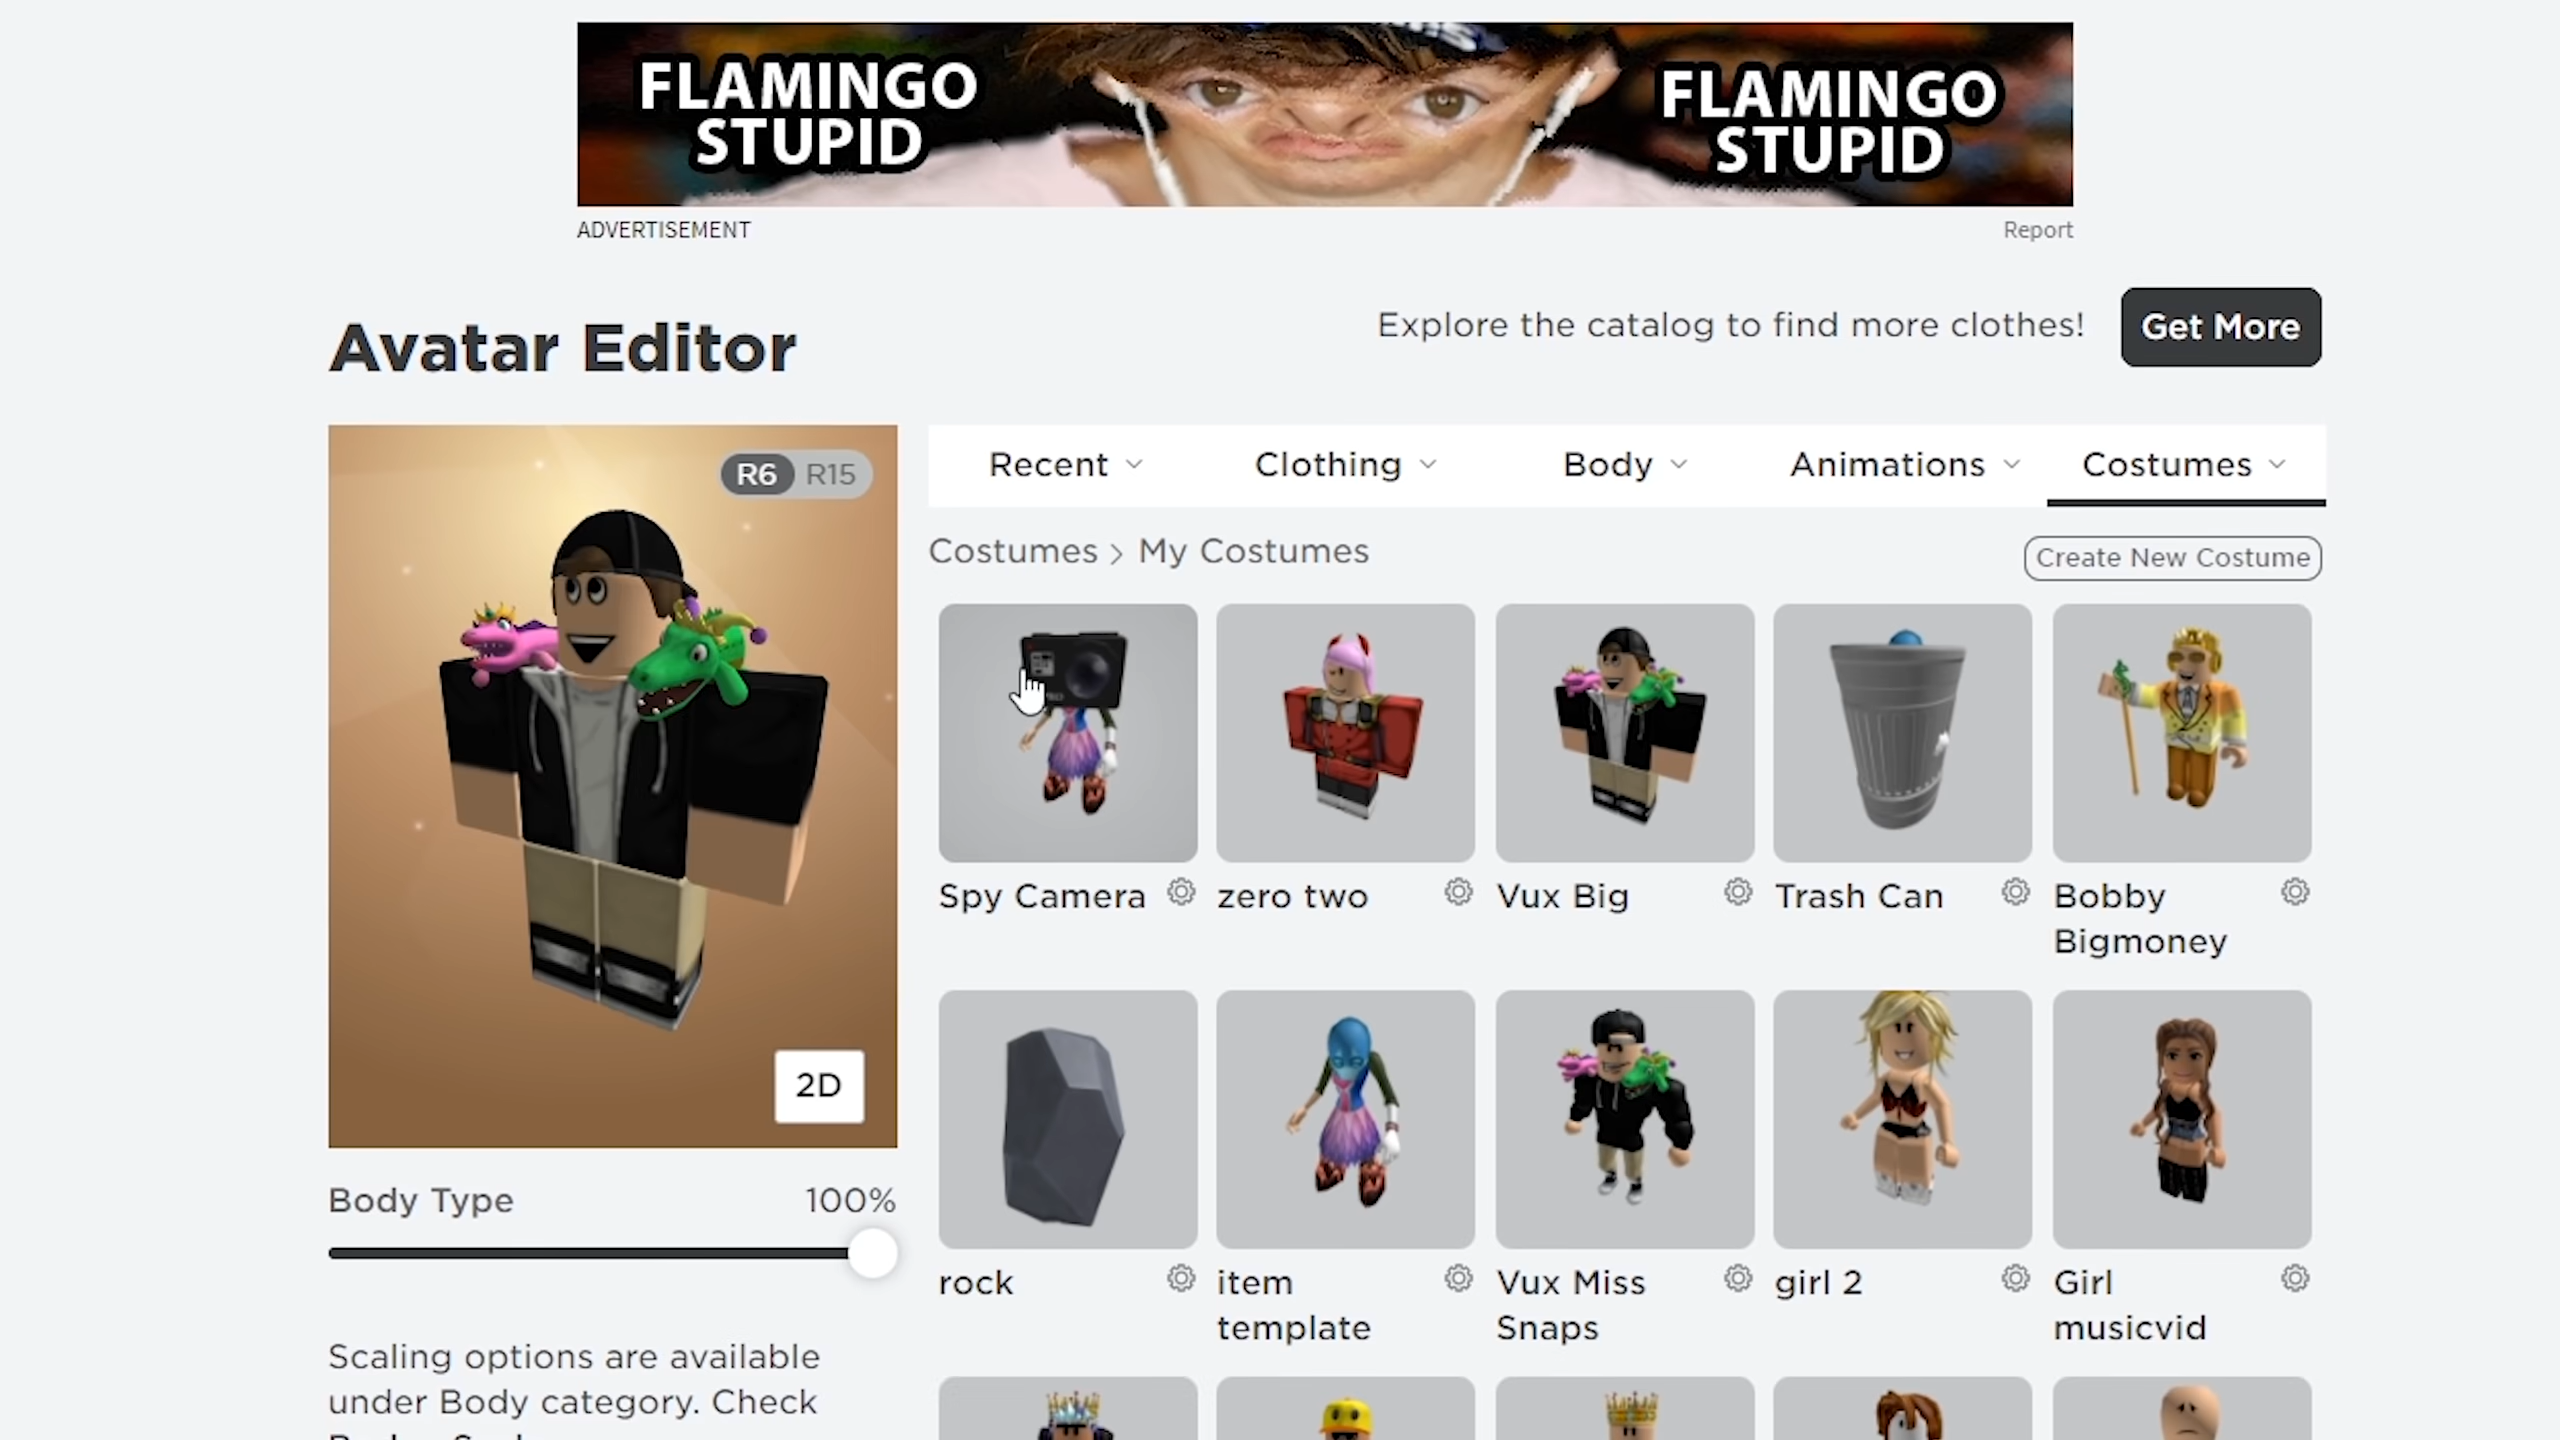 FLAMINGO
STUPID
FLAMINGO
STUPID
ADVERTISEMENT
Report
Avatar Editor
Explore the catalog to find more clothes!
Get More
R6 R15
2D
Body Type 100%
Scaling options are available
under Body category. Check
Recent
Clothing
Body
Animations
Costumes
Costumes > My Costumes
Create New Costume
Spy Camera
zero two
Vux Big
Trash Can
Bobby
Bigmoney
rock
item
template
Vux Miss
Snaps
girl 2
Girl
musicvid